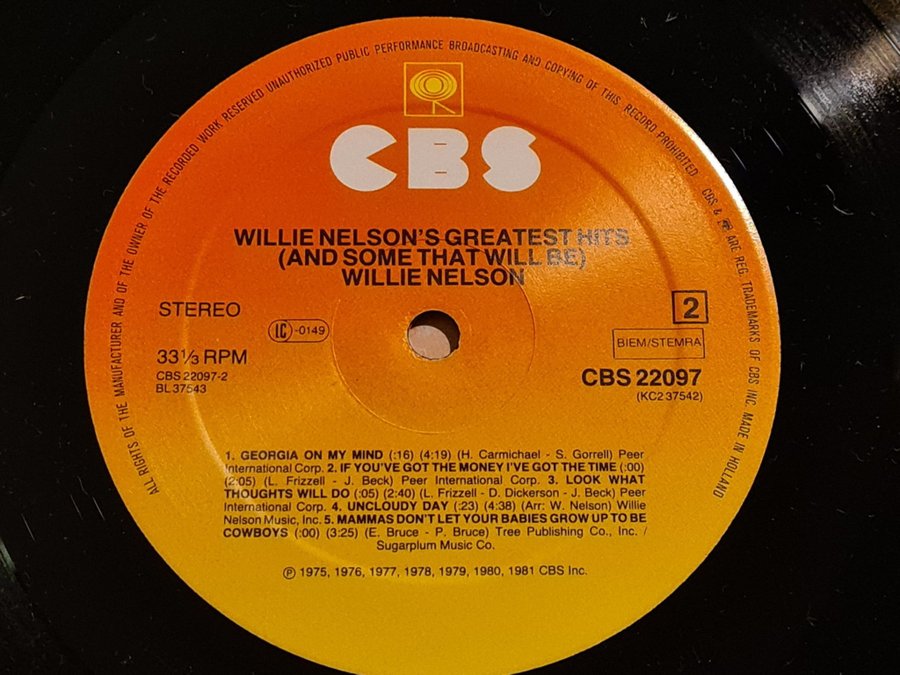 ALL RIGHTS OF THE MANUFACTURER AND OF THE OWNER OF THE RECORDED WORK RESERVED UNAUTHORIZED PUBLIC PERFORMANCE BROADCASTING AND COPYING OF THIS RECORD PROHIBITED. CBS & ARE REG. TRADEMARKS OF CBS INC. MADE IN HOLLAND
CBS
WILLIE NELSON'S GREATEST HITS
(AND SOME THAT WILL BE)
WILLIE NELSON
STEREO
LC-0149
2
BIEM/STEMRA
33⅓ RPM
CBS 22097-2
BL 37543
CBS 22097
(KC2 37542)
1. GEORGIA ON MY MIND (:16) (4:19) (H. Carmichael - S. Gorrell) Peer
International Corp. 2. IF YOU'VE GOT THE MONEY I'VE GOT THE TIME (:00)
(2:05) (L. Frizzell - J. Beck) Peer International Corp. 3. LOOK WHAT
THOUGHTS WILL DO (:05) (2:40) (L. Frizzell - D. Dickerson - J. Beck) Peer
International Corp. 4. UNCLOUDY DAY (:23) (4:38) (Arr: W. Nelson) Willie
Nelson Music, Inc. 5. MAMMAS DON'T LET YOUR BABIES GROW UP TO BE
COWBOYS (:00) (3:25) (E. Bruce - P. Bruce) Tree Publishing Co., Inc. /
Sugarplum Music Co.
℗ 1975, 1976, 1977, 1978, 1979, 1980, 1981 CBS Inc.